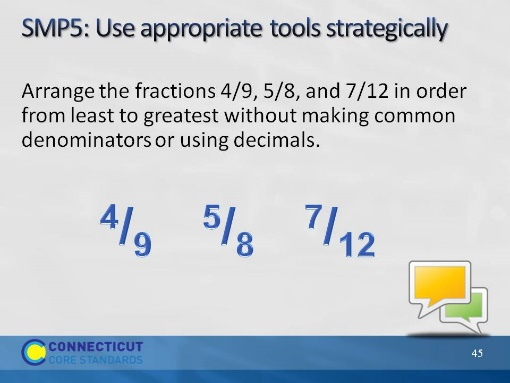 SMP5: Use appropriate tools strategically
Arrange the fractions 4/9, 5/8, and 7/12 in order
from least to greatest without making common
denominators or using decimals.
4/9 5/8 7/12
CONNECTICUT
CORE STANDARDS
45